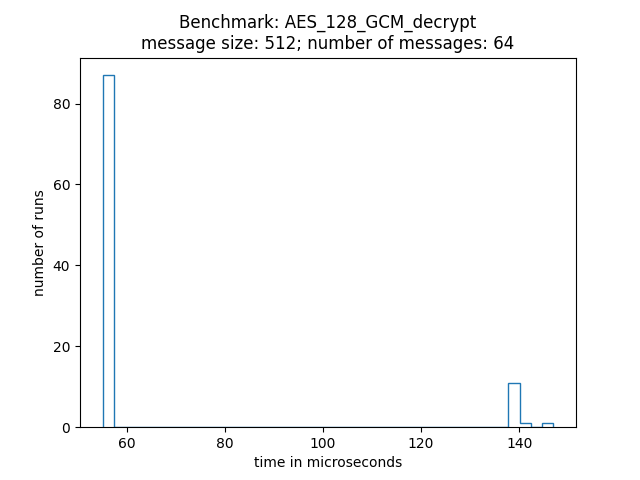 Benchmark: AES_128_GCM_decrypt
message size: 512; number of messages: 64
80
60
40
20
0
number of runs
60 80 100 120 140
time in microseconds